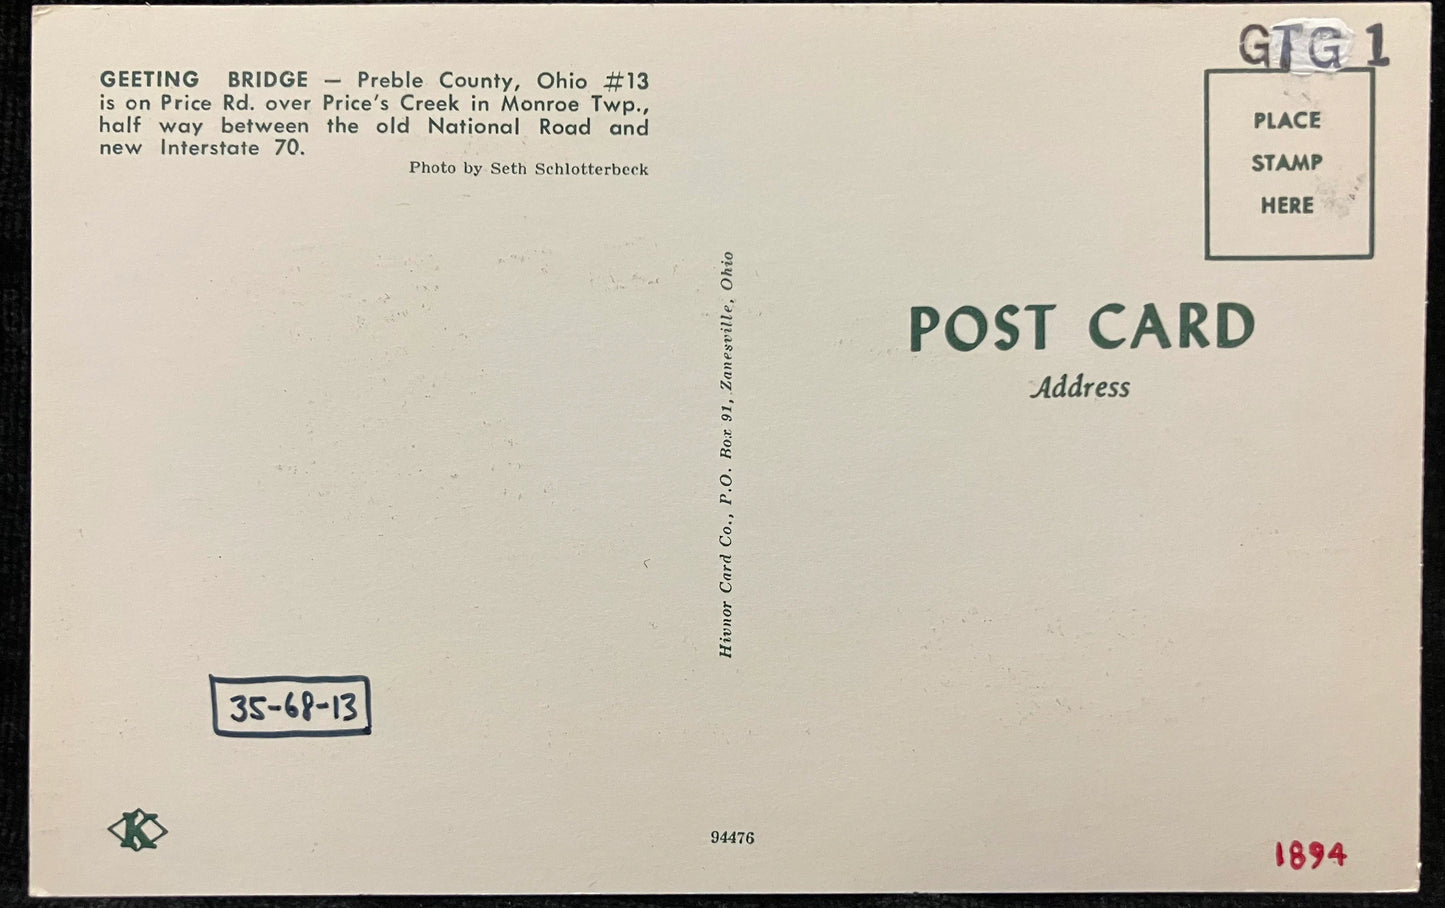 GEETING BRIDGE — Preble County, Ohio #13
is on Price Rd. over Price's Creek in Monroe Twp.,
half way between the old National Road and
new Interstate 70.
Photo by Seth Schlotterbeck
GTG 1
PLACE
STAMP
HERE
POST CARD
Address
Hivnor Card Co., P.O. Box 91, Zanesville, Ohio
35-68-13
K
94476
1894